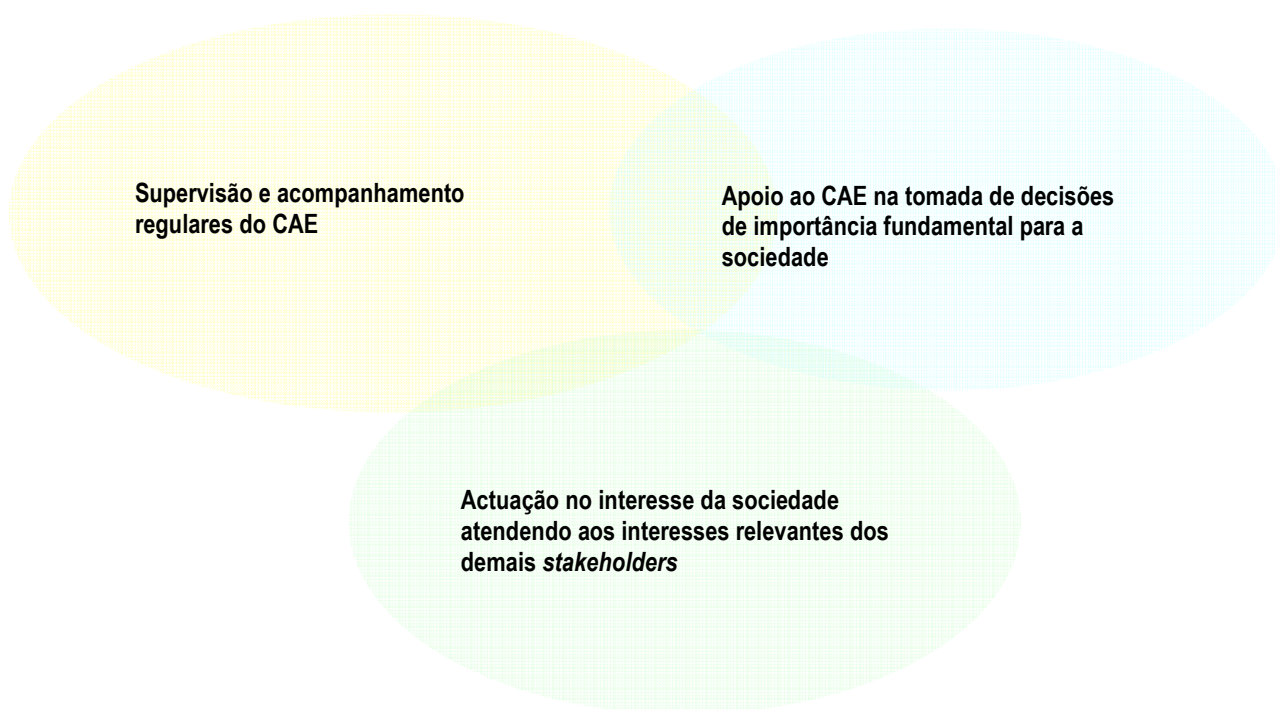 Supervisão e acompanhamento
regulares do CAE
Apoio ao CAE na tomada de decisões
de importância fundamental para a
sociedade
Actuação no interesse da sociedade
atendendo aos interesses relevantes dos
demais stakeholders